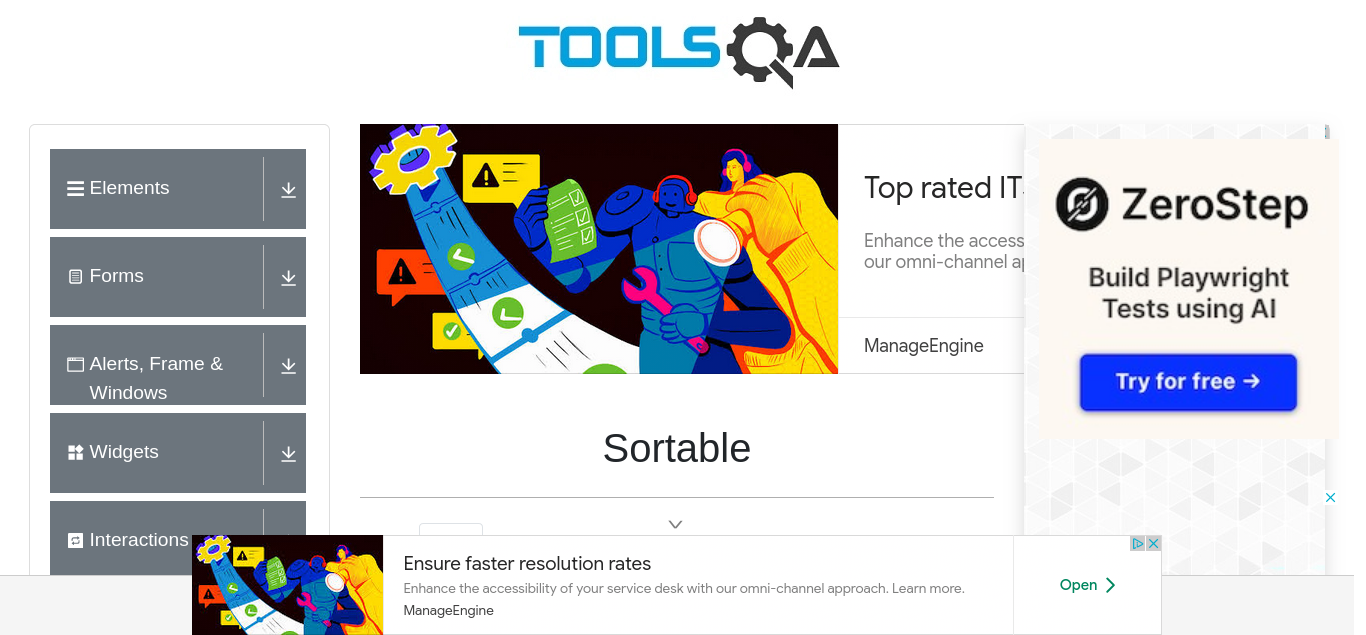 TOOLSQA
Elements
Forms
Alerts, Frame &
Windows
Widgets
Interactions
Top rated IT
Enhance the access
our omni-channel
ManageEngine
ZeroStep
Build Playwright
Tests using AI
Try for free →
Sortable
Ensure faster resolution rates
Enhance the accessibility of your service desk with our omni-channel approach. Learn more.
ManageEngine
Open